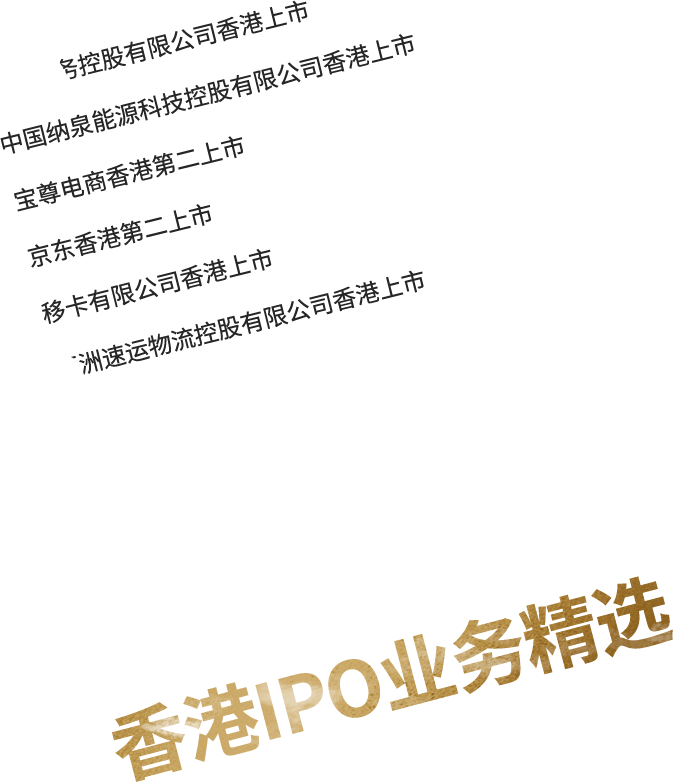 务控股有限公司香港上市
中国纳泉能源科技控股有限公司香港上市
宝尊电商香港第二上市
京东香港第二上市
移卡有限公司香港上市
洲速运物流控股有限公司香港上市
香港IPO业务精选